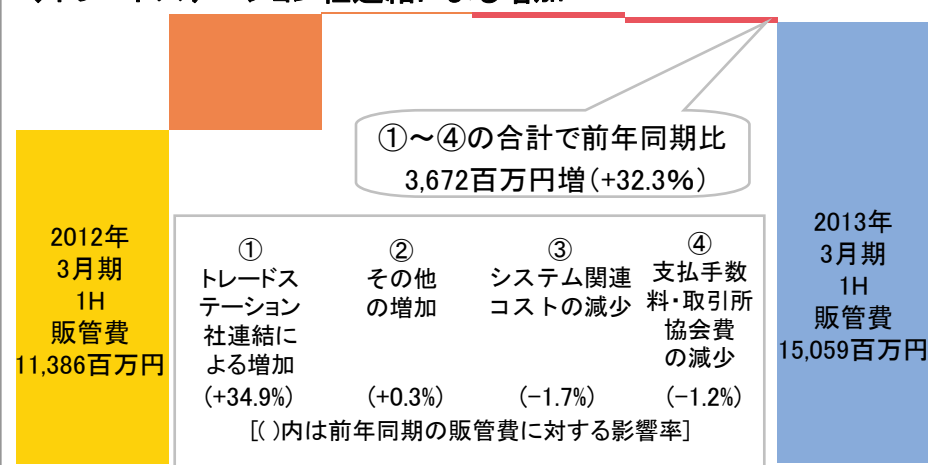 ①~④の合計で前年同期比
3,672百万円増(+32.3%)
2012年
3月期
1H
販管費
11,386百万円
①
トレードス
テーション
社連結に
よる増加
(+34.9%)
②
その他
の増加
(+0.3%)
③
システム関連
コストの減少
(-1.7%)
④
支払手数
料・取引所
協会費
の減少
(-1.2%)
[( )内は前年同期の販管費に対する影響率]
2013年
3月期
1H
販管費
15,059百万円